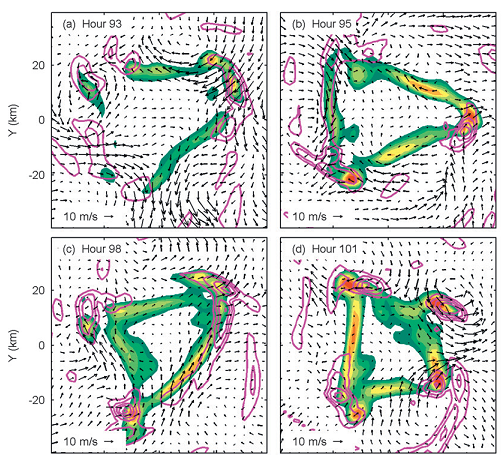 (a) Hour 93
(b) Hour 95
20
0
-20
Y (km)
10 m/s →
10 m/s →
(c) Hour 98
(d) Hour 101
20
0
-20
Y (km)
10 m/s →
10 m/s →